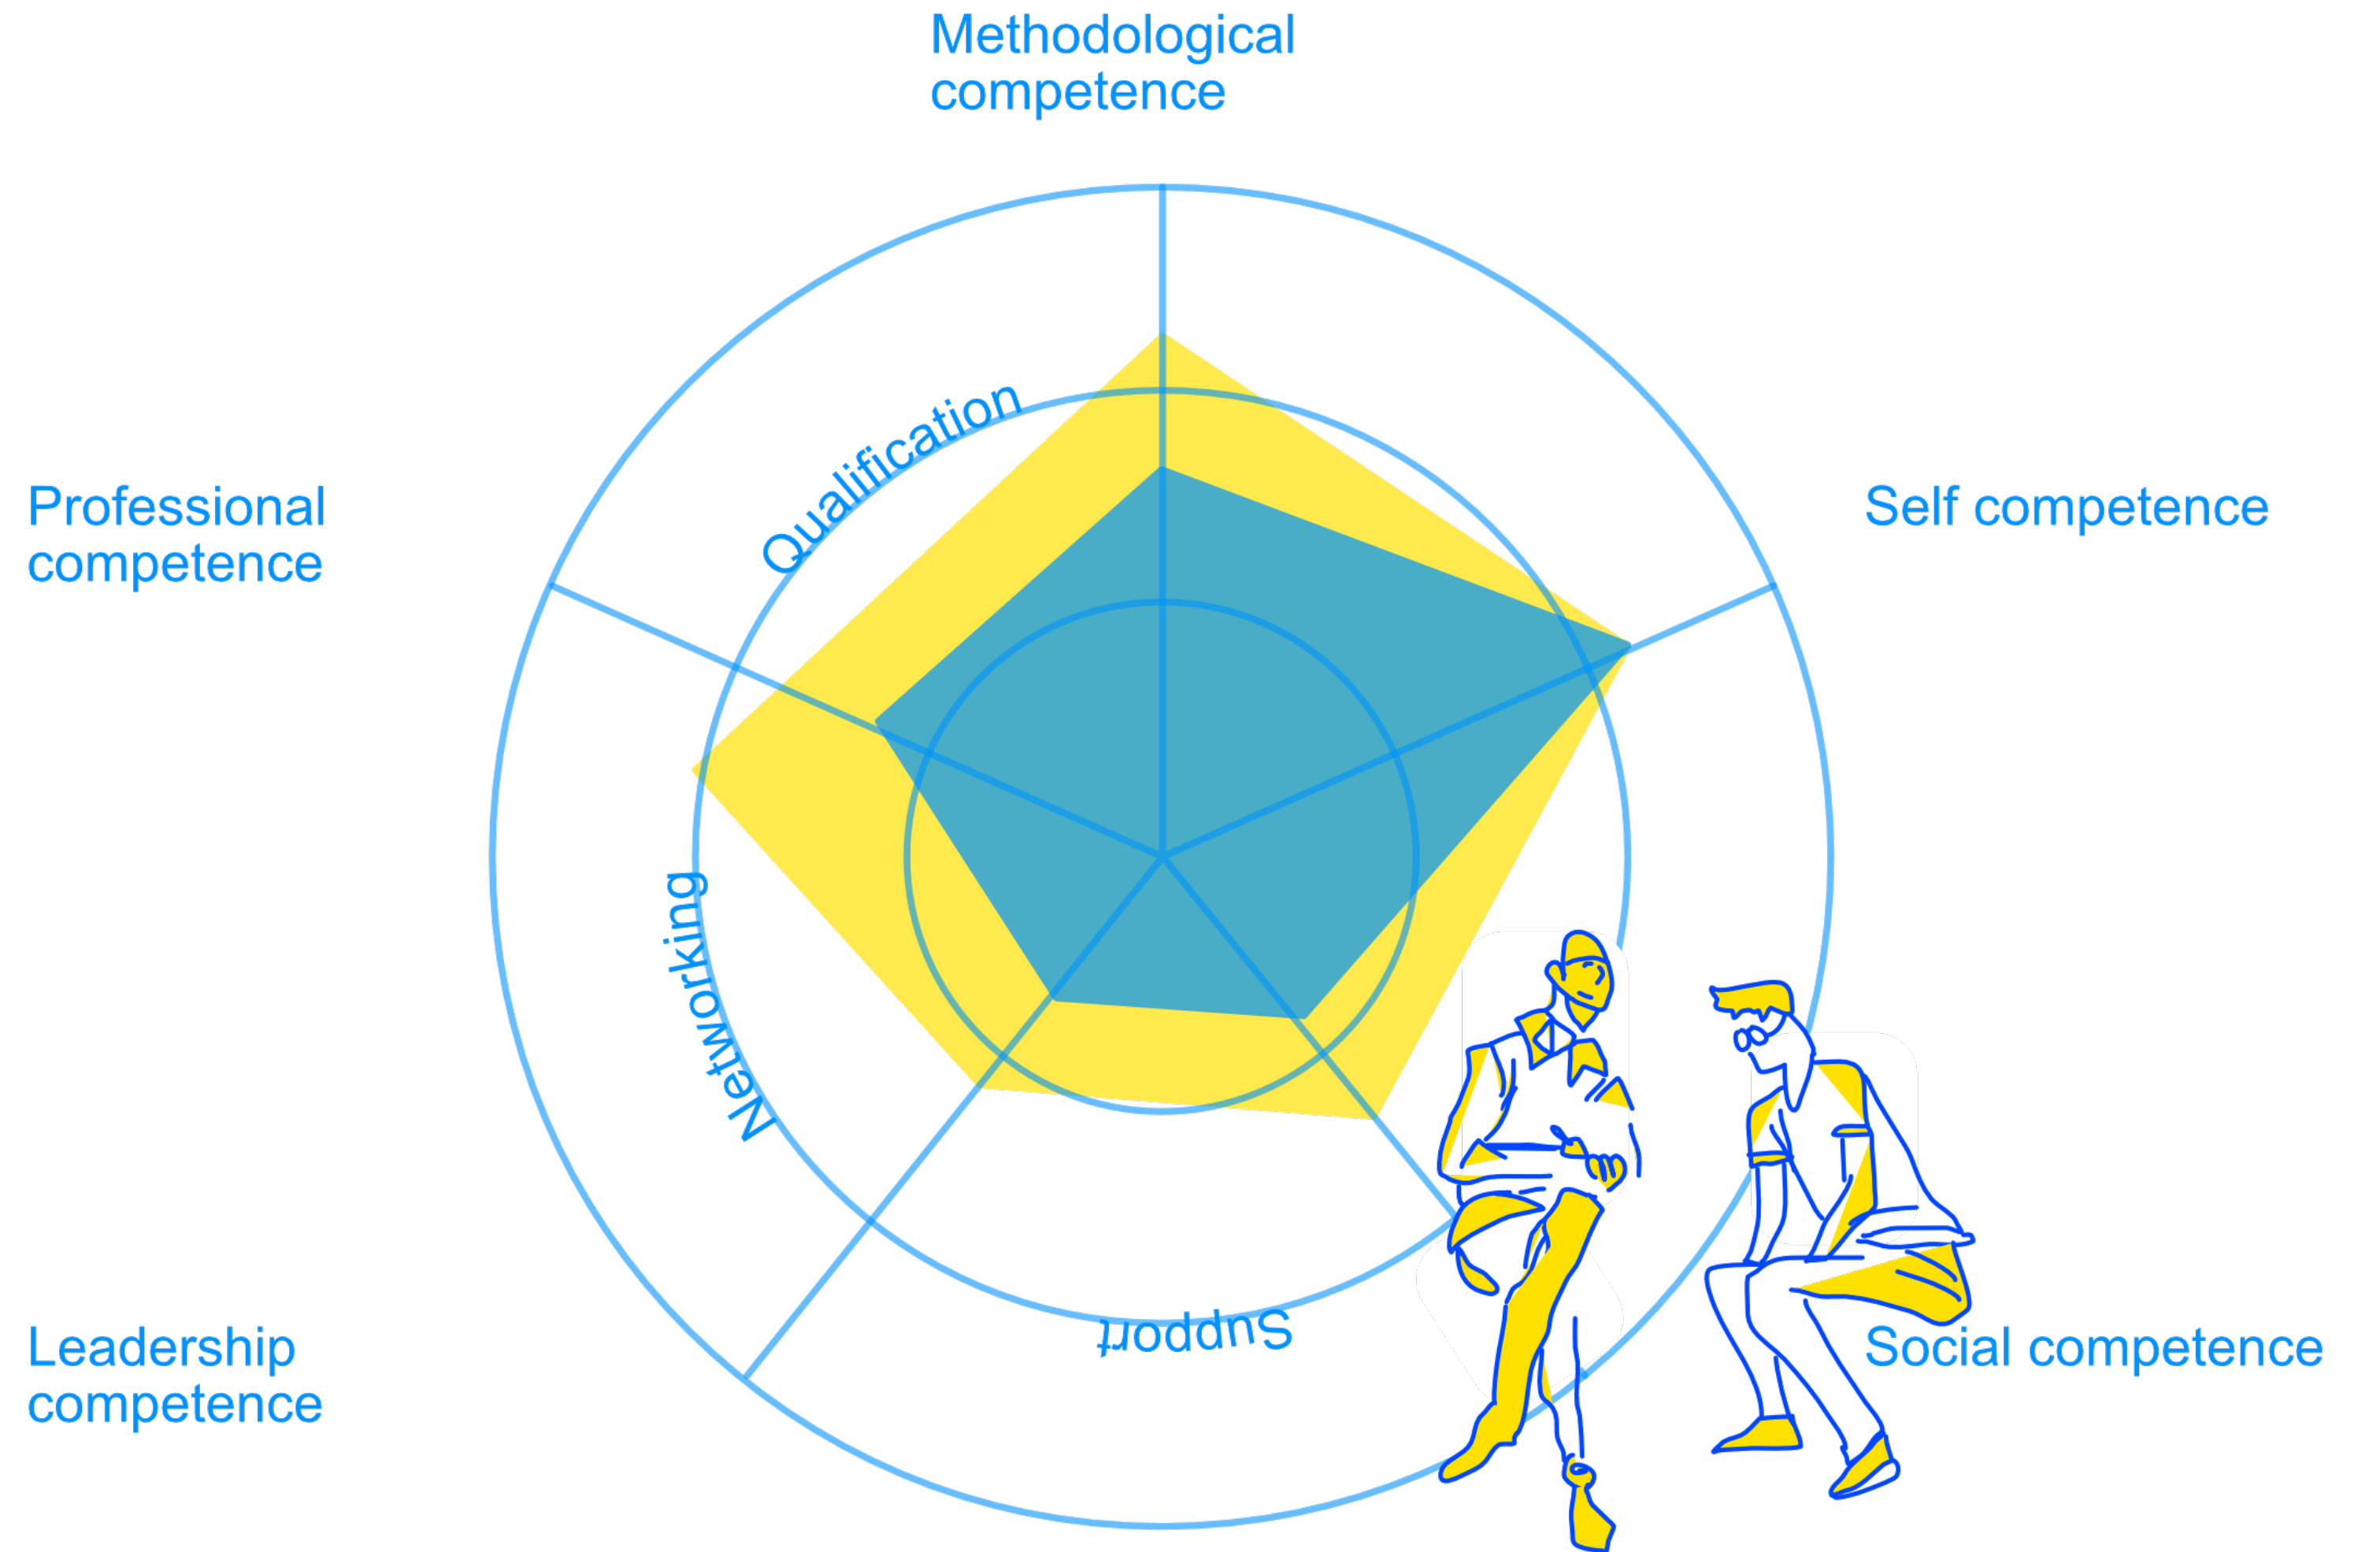 Methodological
competence
Professional
competence
Self competence
Qualification
Networking
Support
Leadership
competence
Social competence